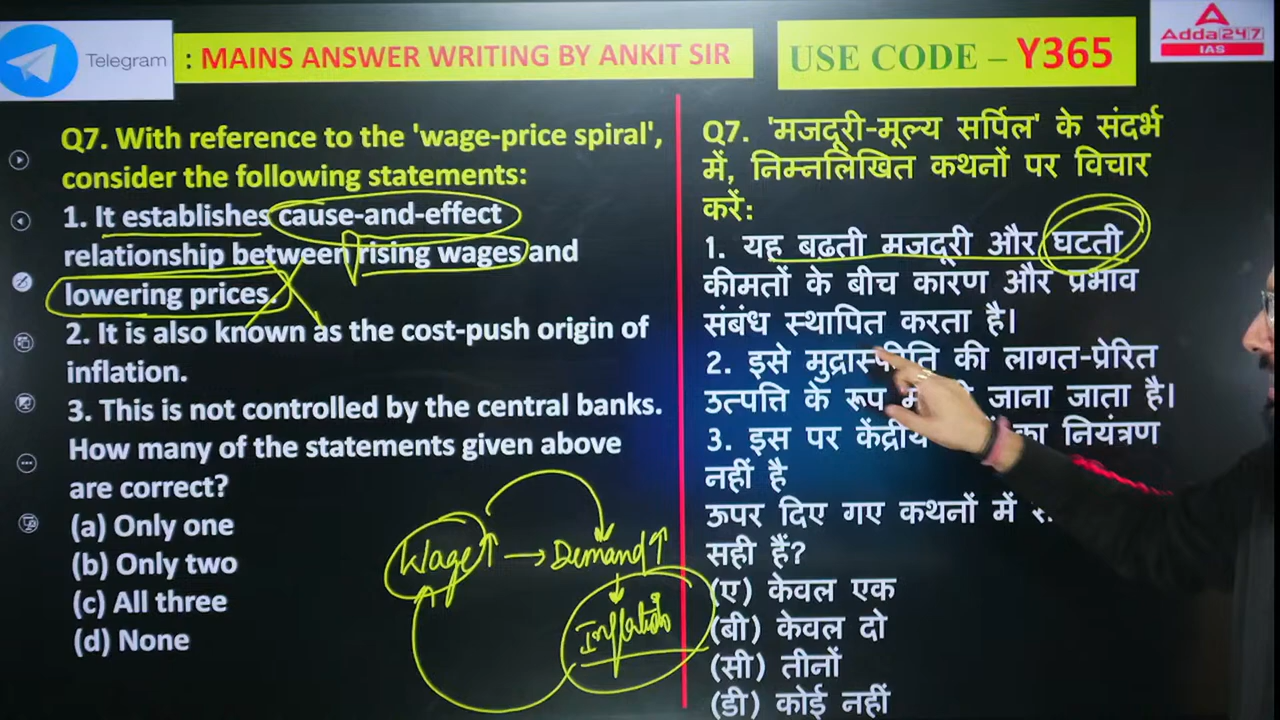 Telegram
: MAINS ANSWER WRITING BY ANKIT SIR
USE CODE – Y365
Adda247
IAS
Q7. With reference to the 'wage-price spiral',
consider the following statements:
1. It establishes cause-and-effect
relationship between rising wages and
lowering prices.
2. It is also known as the cost-push origin of
inflation.
3. This is not controlled by the central banks.
How many of the statements given above
are correct?
(a) Only one
(b) Only two
(c) All three
(d) None
Wage↑ → Demand↑
Inflation
Q7. 'मजदूरी-मूल्य सर्पिल' के संदर्भ
में, निम्नलिखित कथनों पर विचार
करें:
1. यह बढ़ती मजदूरी और घटती
कीमतों के बीच कारण और प्रभाव
संबंध स्थापित करता है।
2. इसे मुद्रास्फीति की लागत-प्रेरित
उत्पत्ति के रूप जाना जाता है।
3. इस पर केंद्रीय का नियंत्रण
नहीं है
ऊपर दिए गए कथनों में
सही हैं?
(ए) केवल एक
(बी) केवल दो
(सी) तीनों
(डी) कोई नहीं